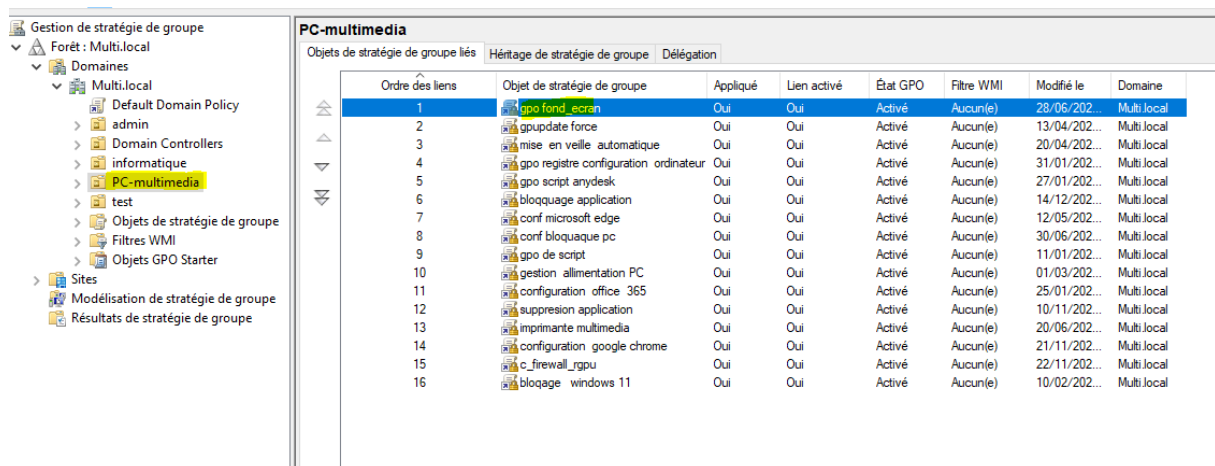 Gestion de stratégie de groupe
Forêt : Multi.local
Domaines
Multi.local
Default Domain Policy
admin
Domain Controllers
informatique
PC-multimedia
test
Objets de stratégie de groupe
Filtres WMI
Objets GPO Starter
Sites
Modélisation de stratégie de groupe
Résultats de stratégie de groupe
PC-multimedia
Objets de stratégie de groupe liés Héritage de stratégie de groupe Délégation
Ordre des liens Objet de stratégie de groupe Appliqué Lien activé État GPO Filtre WMI Modifié le Domaine
1 gpo fond_ecran Oui Oui Activé Aucun(e) 28/06/202... Multi.local
2 gpupdate force Oui Oui Activé Aucun(e) 13/04/202... Multi.local
3 mise en veille automatique Oui Oui Activé Aucun(e) 20/04/202... Multi.local
4 gpo registre configuration ordinateur Oui Oui Activé Aucun(e) 31/01/202... Multi.local
5 gpo script anydesk Oui Oui Activé Aucun(e) 27/01/202... Multi.local
6 bloqquage application Oui Oui Activé Aucun(e) 14/12/202... Multi.local
7 conf microsoft edge Oui Oui Activé Aucun(e) 12/05/202... Multi.local
8 conf bloquaque pc Oui Oui Activé Aucun(e) 30/06/202... Multi.local
9 gpo de script Oui Oui Activé Aucun(e) 11/01/202... Multi.local
10 gestion allimentation PC Oui Oui Activé Aucun(e) 01/03/202... Multi.local
11 configuration office 365 Oui Oui Activé Aucun(e) 25/01/202... Multi.local
12 suppresion application Oui Oui Activé Aucun(e) 10/11/202... Multi.local
13 imprimante multimedia Oui Oui Activé Aucun(e) 20/06/202... Multi.local
14 configuration google chrome Oui Oui Activé Aucun(e) 21/11/202... Multi.local
15 c_firewall_rgpu Oui Oui Activé Aucun(e) 22/11/202... Multi.local
16 bloqage windows 11 Oui Oui Activé Aucun(e) 10/02/202... Multi.local